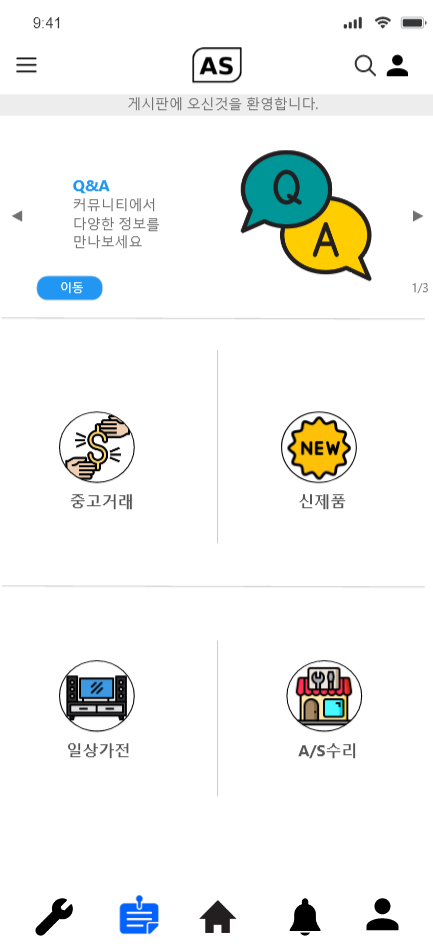 9:41
AS
게시판에 오신것을 환영합니다.
Q&A
커뮤니티에서
다양한 정보를
만나보세요
Q
A
이동
1/3
NEW
중고거래
신제품
일상가전
A/S수리